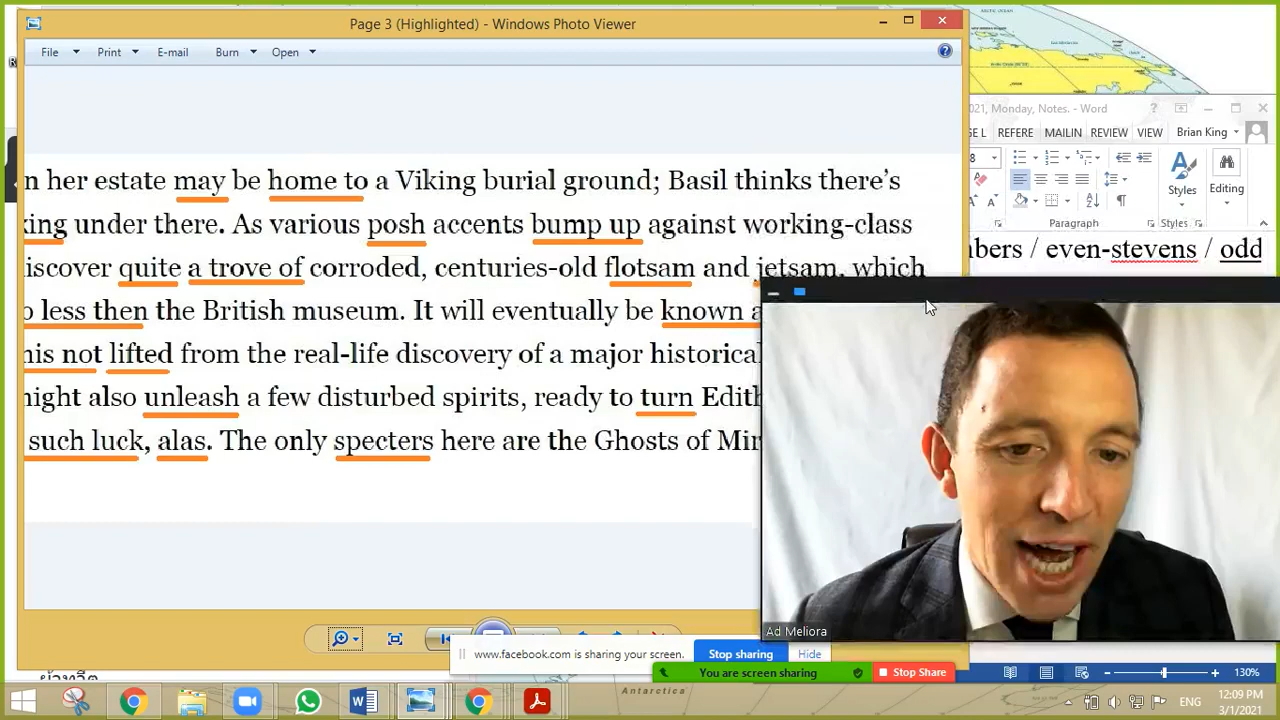 Page 3 (Highlighted) - Windows Photo Viewer
File Print E-mail Burn Open
n her estate may be home to a Viking burial ground; Basil thinks there's
king under there. As various posh accents bump up against working-class
iscover quite a trove of corroded, centuries-old flotsam and jetsam, which
o less then the British museum. It will eventually be known a
his not lifted from the real-life discovery of a major historical
night also unleash a few disturbed spirits, ready to turn Edith
such luck, alas. The only specters here are the Ghosts of Mir
2021, Monday, Notes. - Word
GE L REFERE MAILIN REVIEW VIEW Brian King
8
Styles
Editing
Paragraph
Styles
nbers / even-stevens / odd
ARCTIC OCEAN
Ad Meliora
www.facebook.com is sharing your screen.
Stop sharing
Hide
You are screen sharing
Stop Share
130%
Antarctica
ENG
12:09 PM
3/1/2021